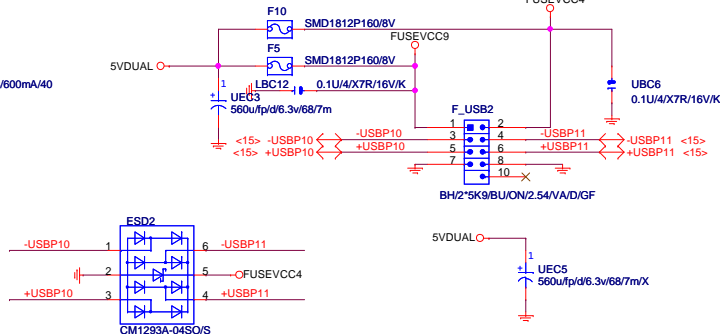 FUSEVCC4
F10
SMD1812P160/8V
F5
SMD1812P160/8V
FUSEVCC9
5VDUAL
/600mA/40
LBC12
0.1U/4/X7R/16V/K
1
UEC3
560u/fp/d/6.3v/68/7m
+
UBC6
0.1U/4/X7R/16V/K
F_USB2
1 2
<15> -USBP10 -USBP10 3 4 -USBP11 -USBP11 <15>
<15> +USBP10 +USBP10 5 6 +USBP11 +USBP11 <15>
7 8
10
BH/2*5K9/BU/ON/2.54/VA/D/GF
ESD2
-USBP10 1 6 -USBP11
2 5 FUSEVCC4
+USBP10 3 4 +USBP11
CM1293A-04SO/S
5VDUAL
1
+
UEC5
560u/fp/d/6.3v/68/7m/X